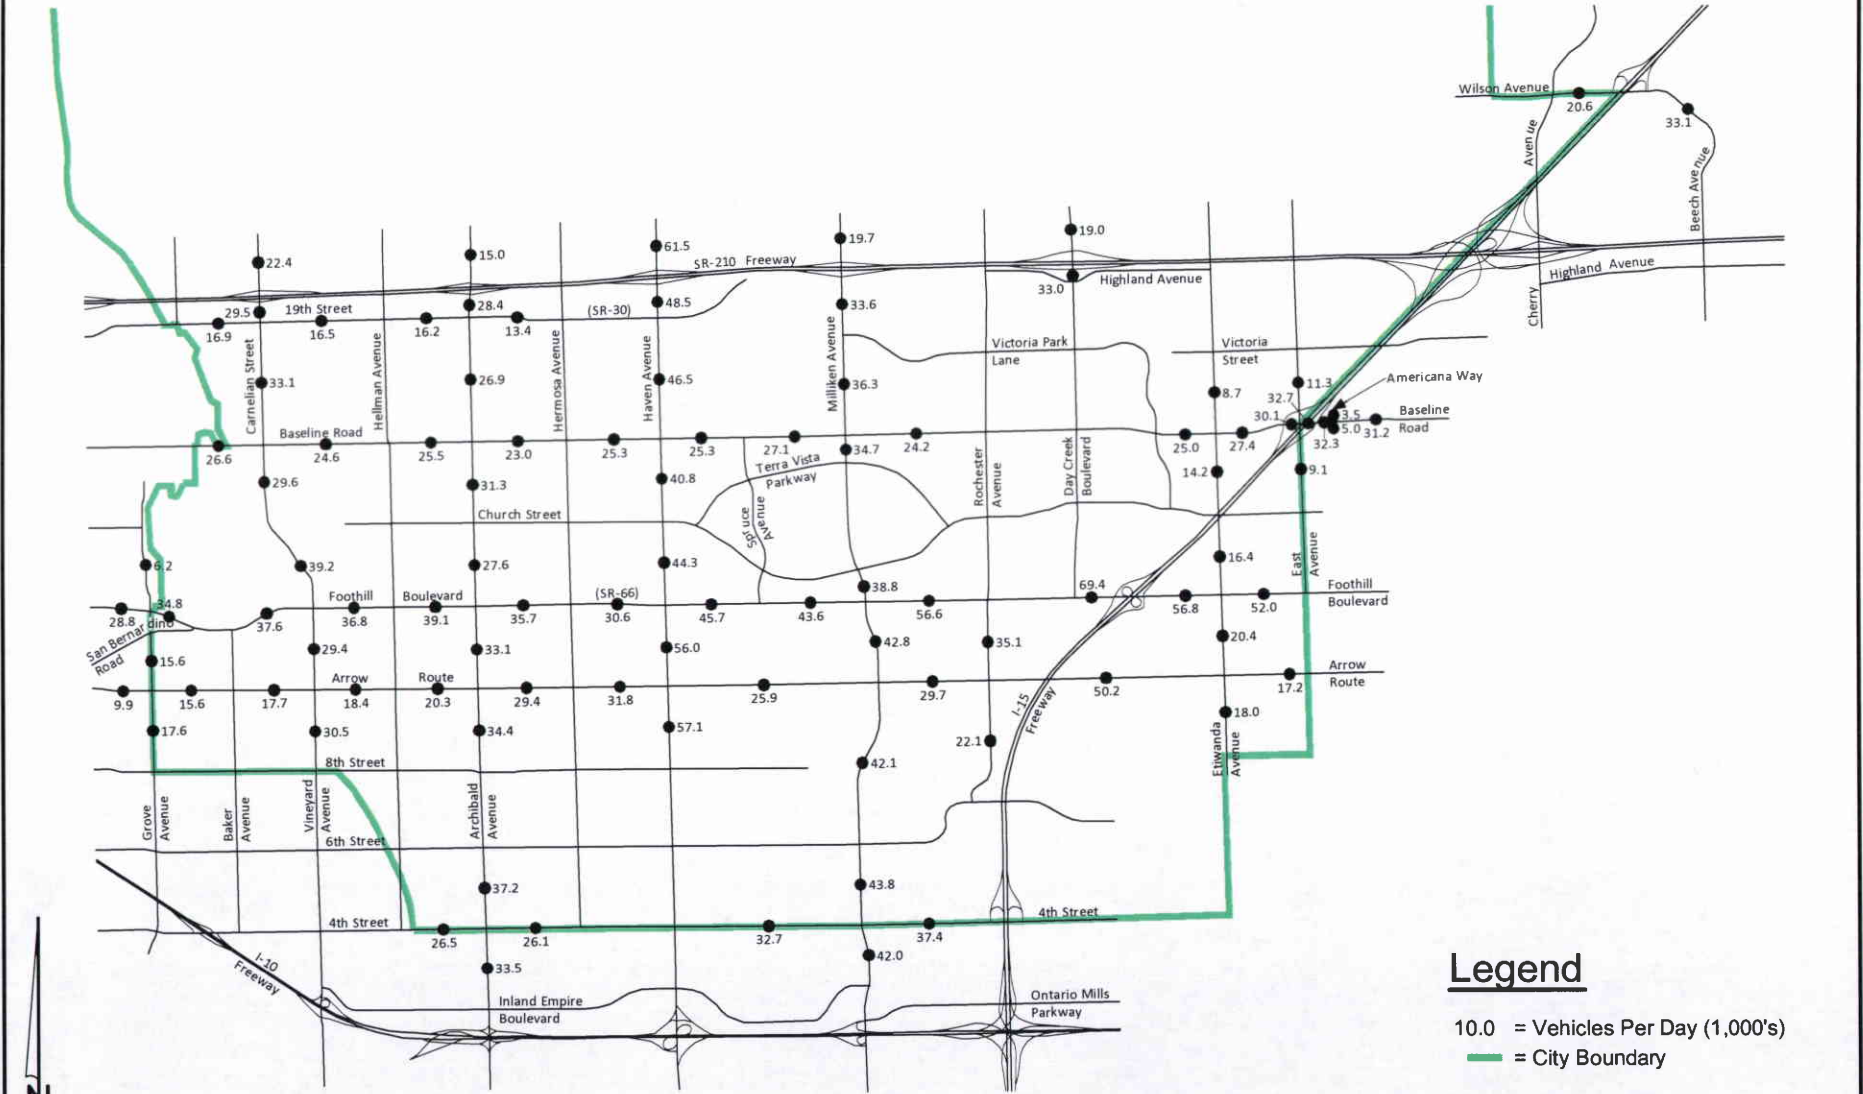 Wilson Avenue
20.6
33.1
Avenue
Beech Avenue
19.7
19.0
61.5
22.4
15.0
SR-210 Freeway
Highland Avenue
Highland Avenue
33.0
Cherry
29.5
19th Street
28.4
(SR-30)
48.5
33.6
16.9
16.5
16.2
13.4
Victoria Park
Lane
Victoria
Street
Carnelian Street
Hellman Avenue
Hermosa Avenue
Haven Avenue
Milliken Avenue
33.1
26.9
46.5
36.3
8.7
11.3
Americana Way
32.7
30.1
3.5
5.0
31.2
32.3
Baseline
Road
Baseline Road
26.6
24.6
25.5
23.0
25.3
25.3
27.1
34.7
24.2
25.0
27.4
Terra Vista
Parkway
Rochester
Avenue
Day Creek
Boulevard
14.2
9.1
29.6
31.3
40.8
Church Street
Spruce
Avenue
6.2
39.2
27.6
44.3
38.8
16.4
East
Avenue
34.8
28.8
San Bernardino
Road
37.6
Foothill
36.8
Boulevard
39.1
35.7
(SR-66)
30.6
45.7
43.6
56.6
69.4
56.8
52.0
Foothill
Boulevard
15.6
29.4
33.1
56.0
42.8
35.1
20.4
9.9
15.6
17.7
Arrow
18.4
Route
20.3
29.4
31.8
25.9
29.7
50.2
17.2
Arrow
Route
I-15
Freeway
17.6
30.5
34.4
57.1
42.1
22.1
18.0
Etiwanda
Avenue
8th Street
Grove
Avenue
Baker
Avenue
Vineyard
Avenue
Archibald
Avenue
6th Street
37.2
43.8
4th Street
26.5
26.1
32.7
37.4
4th Street
33.5
42.0
I-10
Freeway
Inland Empire
Boulevard
Ontario Mills
Parkway
Legend
10.0 = Vehicles Per Day (1,000's)
= City Boundary
N